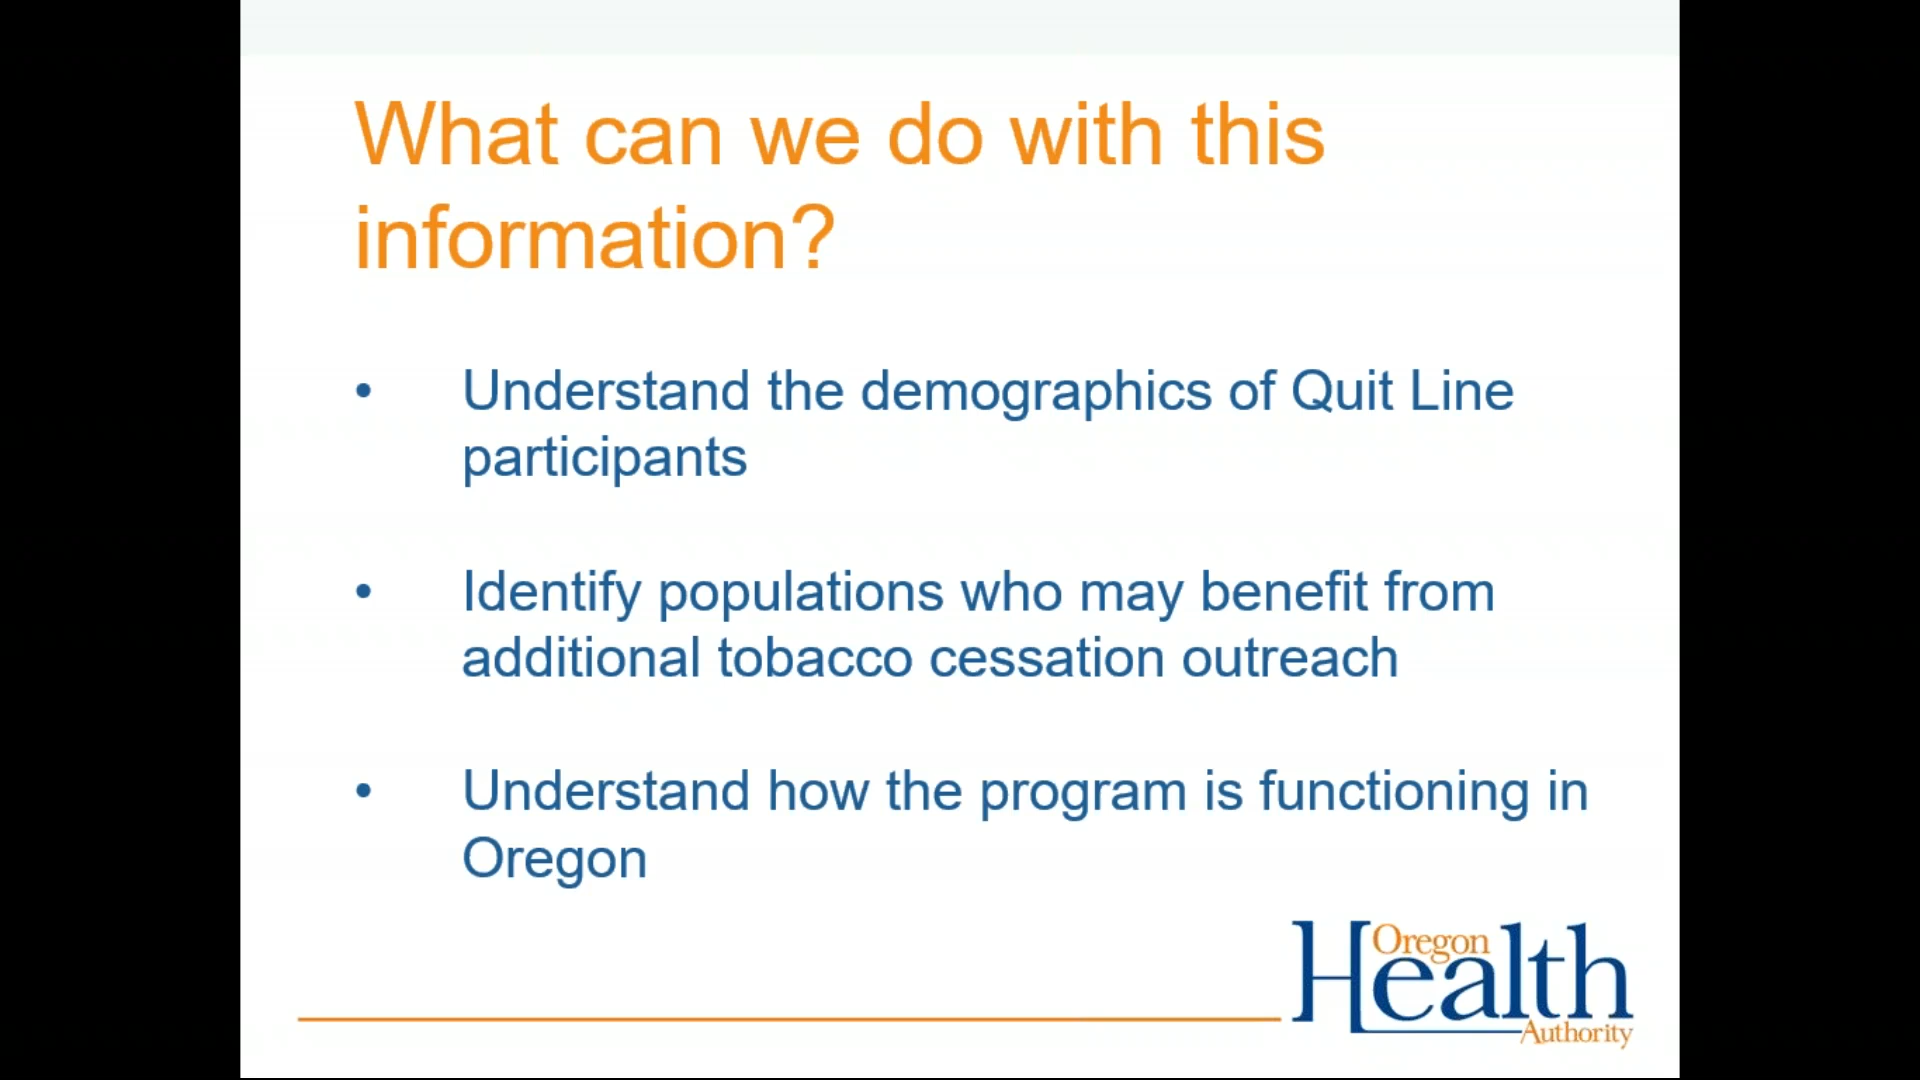 What can we do with this
information?
• Understand the demographics of Quit Line
participants
• Identify populations who may benefit from
additional tobacco cessation outreach
• Understand how the program is functioning in
Oregon
Oregon
Health
Authority